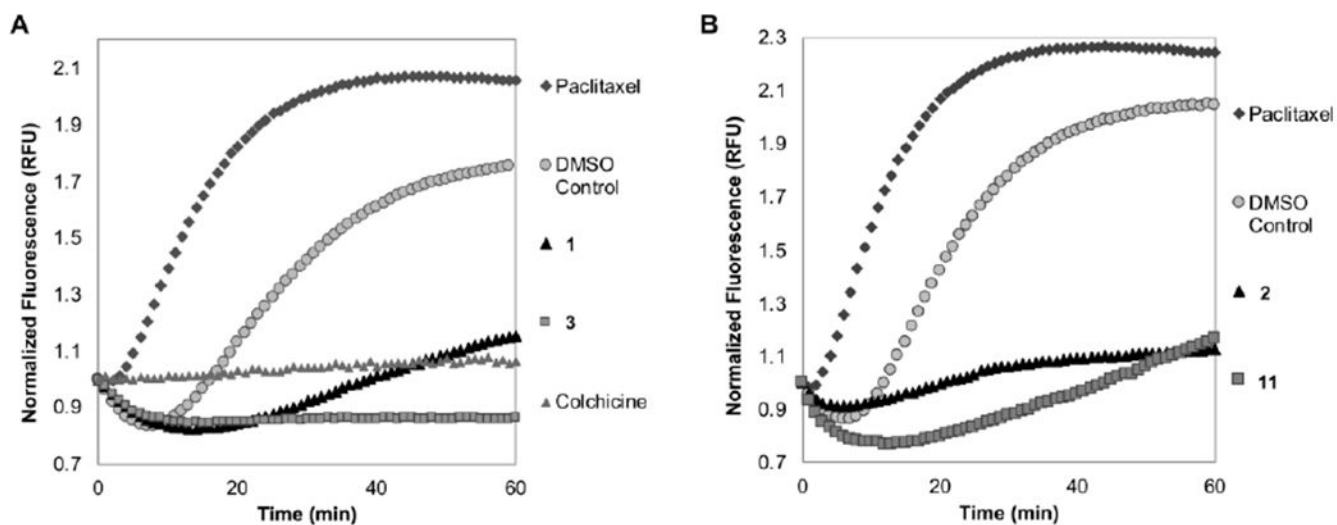 A
Normalized Fluorescence (RFU)
2.1
1.9
1.7
1.5
1.3
1.1
0.9
0.7
0
20
40
60
Time (min)
Paclitaxel
DMSO
Control
1
3
Colchicine
B
Normalized Fluorescence (RFU)
2.3
2.1
1.9
1.7
1.5
1.3
1.1
0.9
0.7
0
20
40
60
Time (min)
Paclitaxel
DMSO
Control
2
11